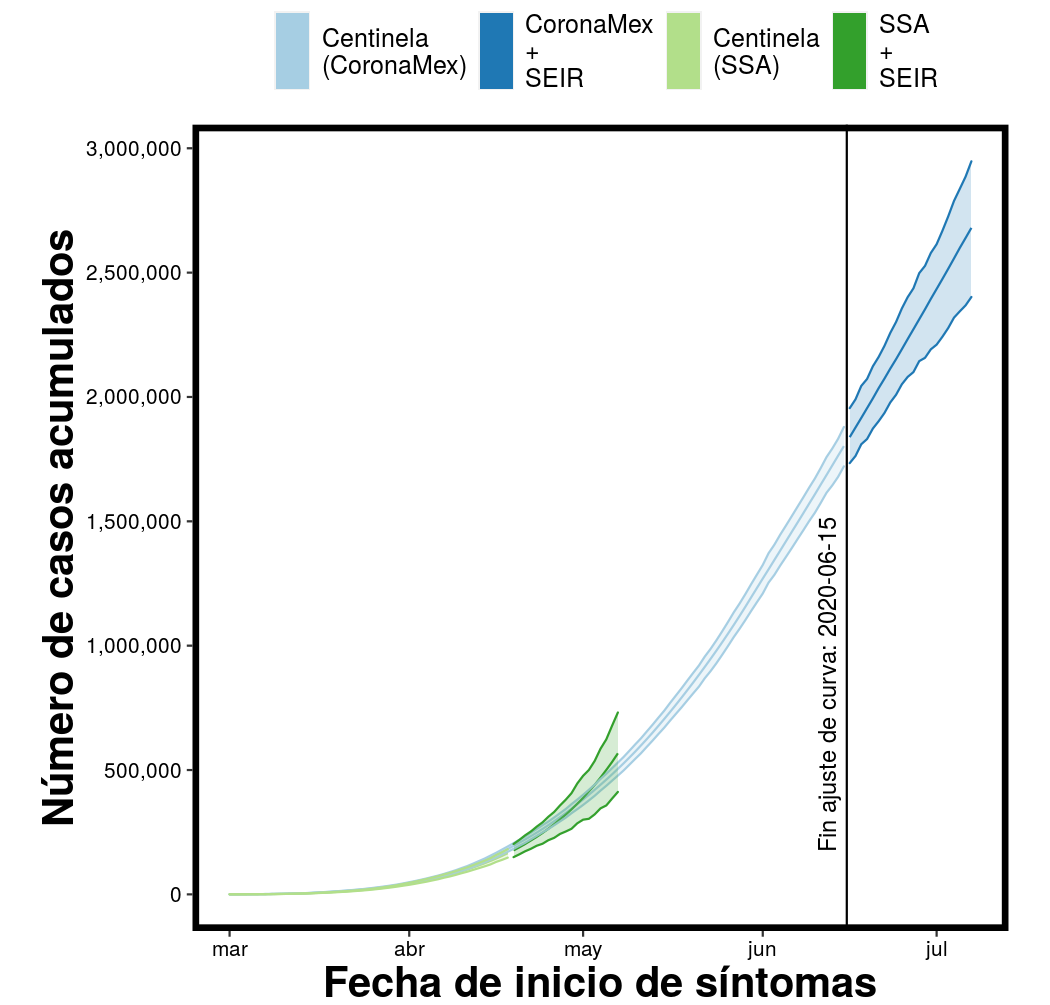 Centinela
(CoronaMex)
CoronaMex
+
SEIR
Centinela
(SSA)
SSA
+
SEIR
Número de casos acumulados
3,000,000
2,500,000
2,000,000
1,500,000
1,000,000
500,000
0
Fin ajuste de curva: 2020-06-15
mar
abr
may
jun
jul
Fecha de inicio de síntomas